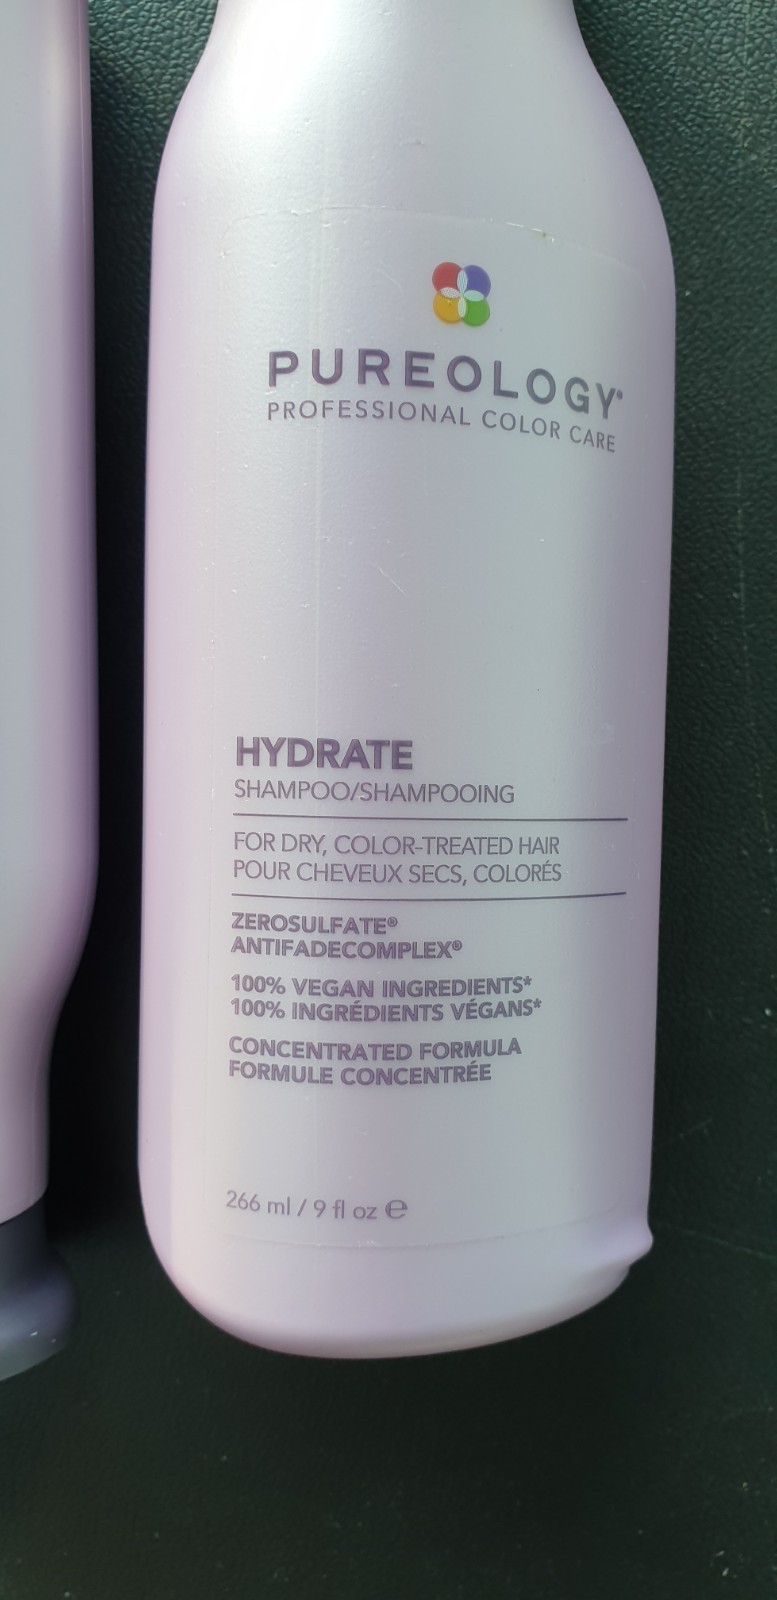 PUREOLOGY®
PROFESSIONAL COLOR CARE
HYDRATE
SHAMPOO/SHAMPOOING
FOR DRY, COLOR-TREATED HAIR
POUR CHEVEUX SECS, COLORÉS
ZEROSULFATE®
ANTIFADECOMPLEX®
100% VEGAN INGREDIENTS*
100% INGRÉDIENTS VÉGANS*
CONCENTRATED FORMULA
FORMULE CONCENTRÉE
266 ml / 9 fl oz ℮